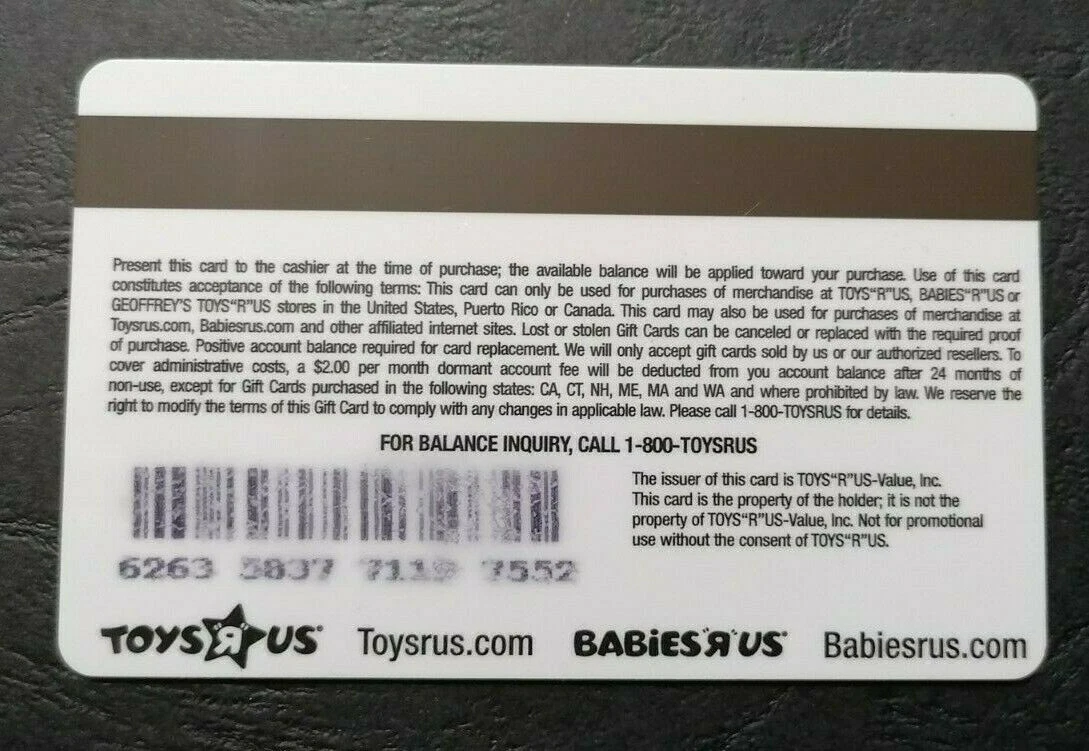 Present this card to the cashier at the time of purchase; the available balance will be applied toward your purchase. Use of this card
constitutes acceptance of the following terms: This card can only be used for purchases of merchandise at TOYS“R”US, BABIES“R”US or
GEOFFREY'S TOYS“R”US stores in the United States, Puerto Rico or Canada. This card may also be used for purchases of merchandise at
Toysrus.com, Babiesrus.com and other affiliated internet sites. Lost or stolen Gift Cards can be canceled or replaced with the required proof
of purchase. Positive account balance required for card replacement. We will only accept gift cards sold by us or our authorized resellers. To
cover administrative costs, a $2.00 per month dormant account fee will be deducted from you account balance after 24 months of
non-use, except for Gift Cards purchased in the following states: CA, CT, NH, ME, MA and WA and where prohibited by law. We reserve the
right to modify the terms of this Gift Card to comply with any changes in applicable law. Please call 1-800-TOYSRUS for details.
FOR BALANCE INQUIRY, CALL 1-800-TOYSRUS
The issuer of this card is TOYS“R”US-Value, Inc.
This card is the property of the holder; it is not the
property of TOYS“R”US-Value, Inc. Not for promotional
use without the consent of TOYS“R”US.
6263 7552
TOYS"R"US Toysrus.com BABiES"R"US Babiesrus.com